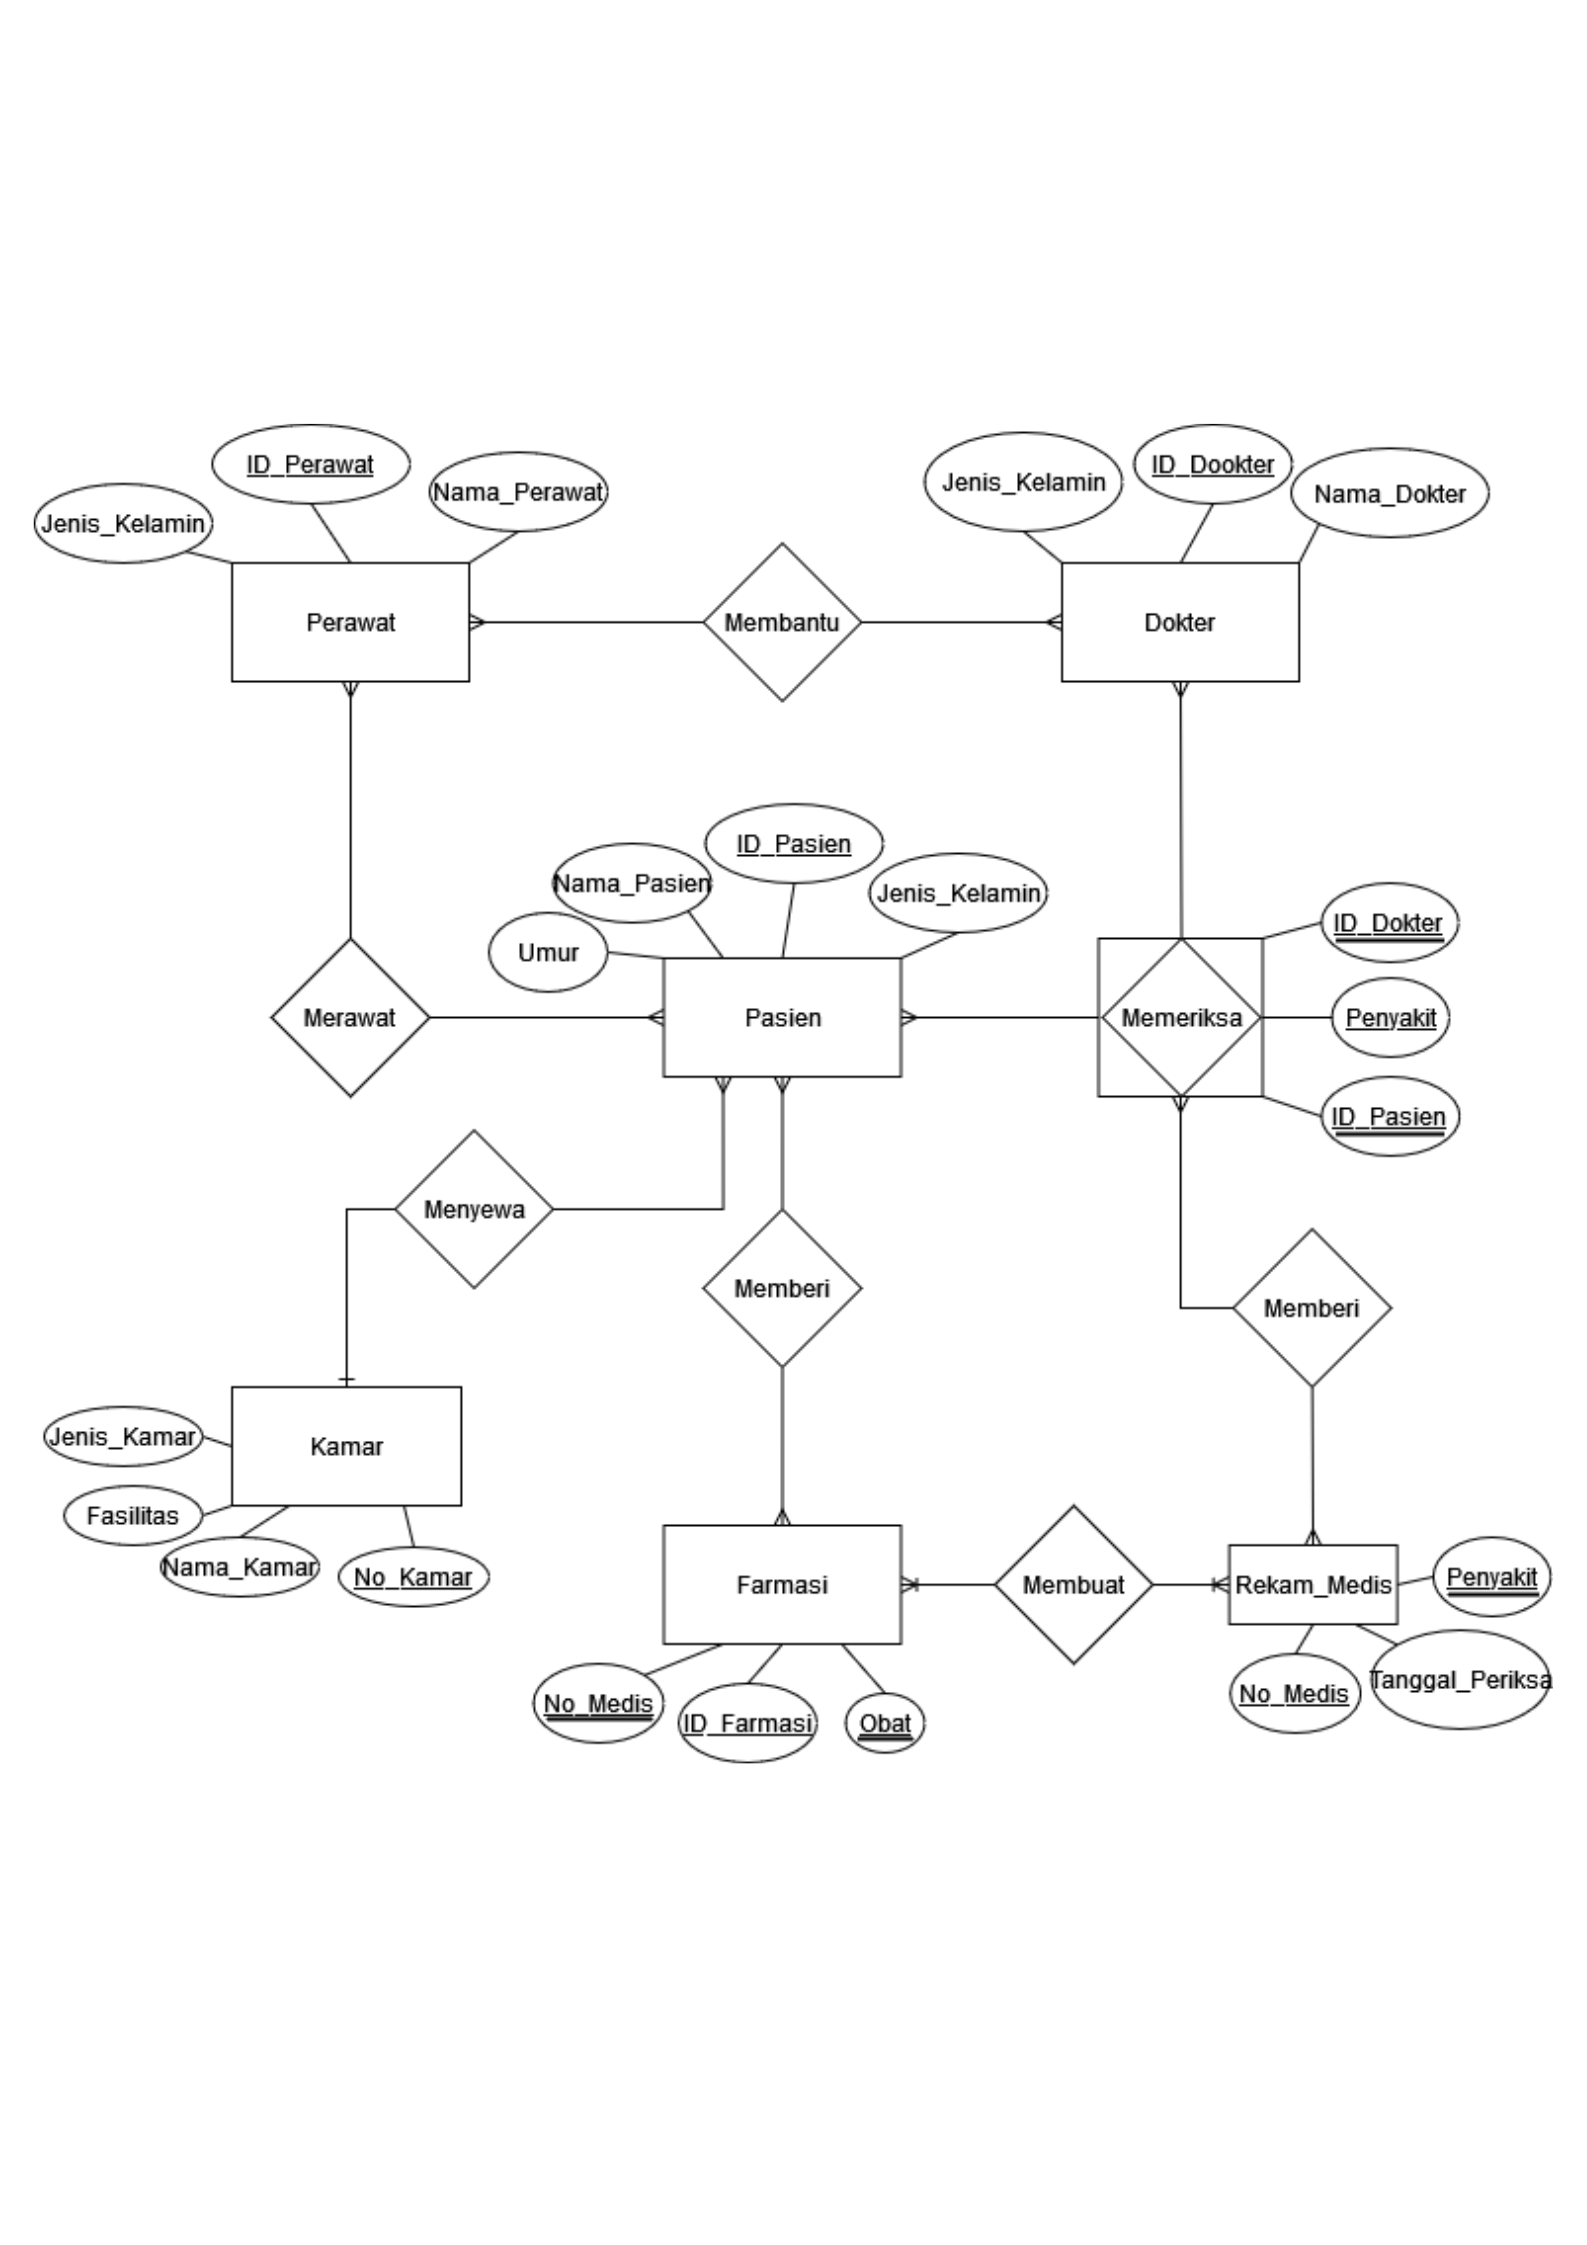 ID_Perawat
Nama_Perawat
Jenis_Kelamin
Jenis_Kelamin
ID_Dookter
Nama_Dokter
Perawat
Membantu
Dokter
ID_Pasien
Nama_Pasien
Jenis_Kelamin
Umur
ID_Dokter
Merawat
Pasien
Memeriksa
Penyakit
ID_Pasien
Menyewa
Memberi
Memberi
Jenis_Kamar
Kamar
Fasilitas
Nama_Kamar
No_Kamar
Farmasi
Membuat
Rekam_Medis
Penyakit
No_Medis
ID_Farmasi
Obat
No_Medis
Tanggal_Periksa